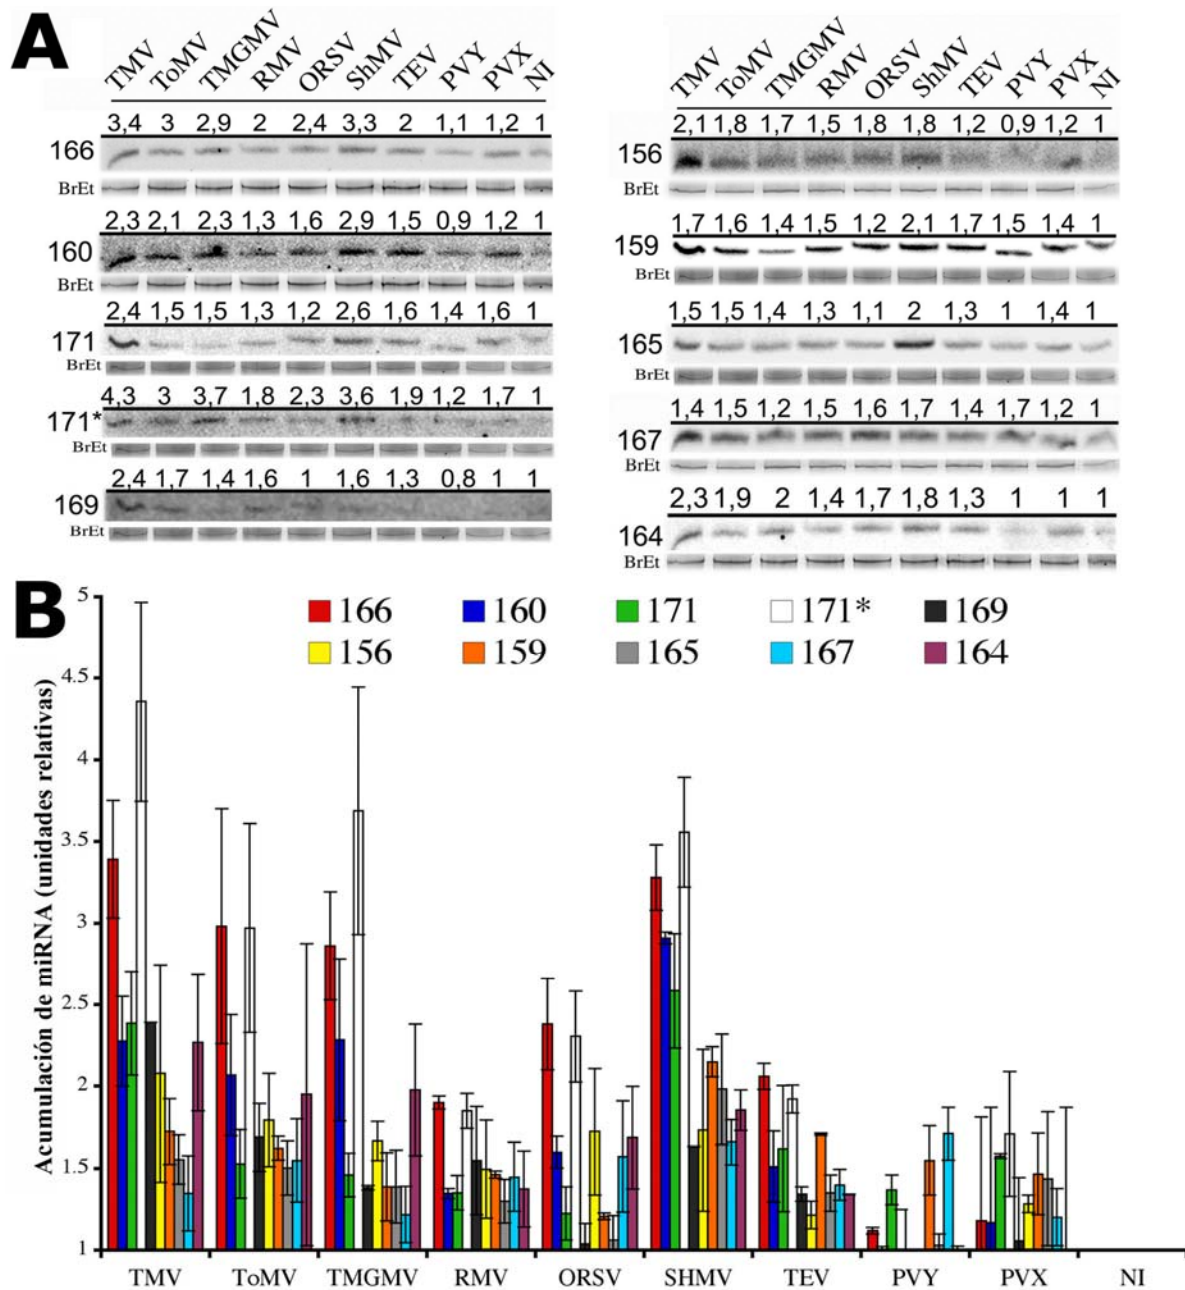 A
TMV ToMV TMGMV RMV ORSV ShMV TEV PVY PVX NI
3,4 3 2,9 2 2,4 3,3 2 1,1 1,2 1
166
BrEt
2,3 2,1 2,3 1,3 1,6 2,9 1,5 0,9 1,2 1
160
BrEt
2,4 1,5 1,5 1,3 1,2 2,6 1,6 1,4 1,6 1
171
BrEt
4,3 3 3,7 1,8 2,3 3,6 1,9 1,2 1,7 1
171*
BrEt
2,4 1,7 1,4 1,6 1 1,6 1,3 0,8 1 1
169
BrEt
TMV ToMV TMGMV RMV ORSV ShMV TEV PVY PVX NI
2,1 1,8 1,7 1,5 1,8 1,8 1,2 0,9 1,2 1
156
BrEt
1,7 1,6 1,4 1,5 1,2 2,1 1,7 1,5 1,4 1
159
BrEt
1,5 1,5 1,4 1,3 1,1 2 1,3 1 1,4 1
165
BrEt
1,4 1,5 1,2 1,5 1,6 1,7 1,4 1,7 1,2 1
167
BrEt
2,3 1,9 2 1,4 1,7 1,8 1,3 1 1 1
164
BrEt
B
166 160 171 171* 169
156 159 165 167 164
Acumulación de miRNA (unidades relativas)
5
4.5
4
3.5
3
2.5
2
1.5
1
TMV ToMV TMGMV RMV ORSV SHMV TEV PVY PVX NI